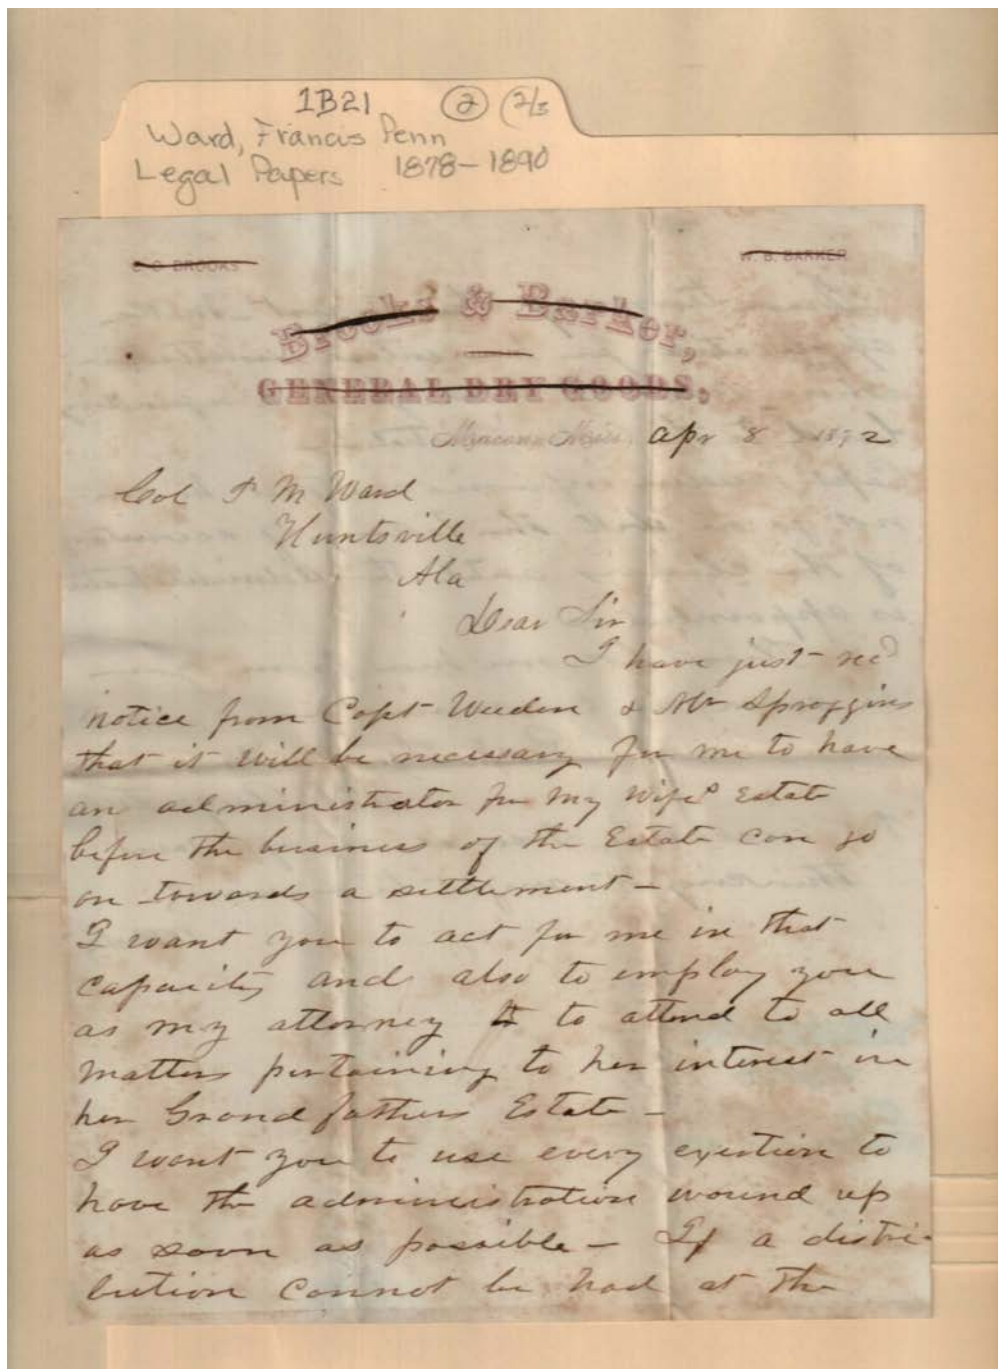 1B21 2 (2/3
Ward, Francis Penn
Legal Papers 1878-1890
BROOKS
W. B. BARKER
Brooks & Barker,
GENERAL DRY GOODS,
Apr 8 1872
Col F M Ward
Huntsville
Ala
Dear Sir
I have just recd
notice from Capt Weeden & Mr Sproggins
that it will be necessary for me to have
an administrator for my Wifes Estate
before the business of the Estate can go
on towards a settlement —
I want you to act for me in that
capacity and also to employ you
as my attorney to attend to all
matters pertaining to her interest in
her Grandfathers Estate —
I want you to use every exertion to
have the administration wound up
as soon as possible — If a distri-
bution cannot be had at the